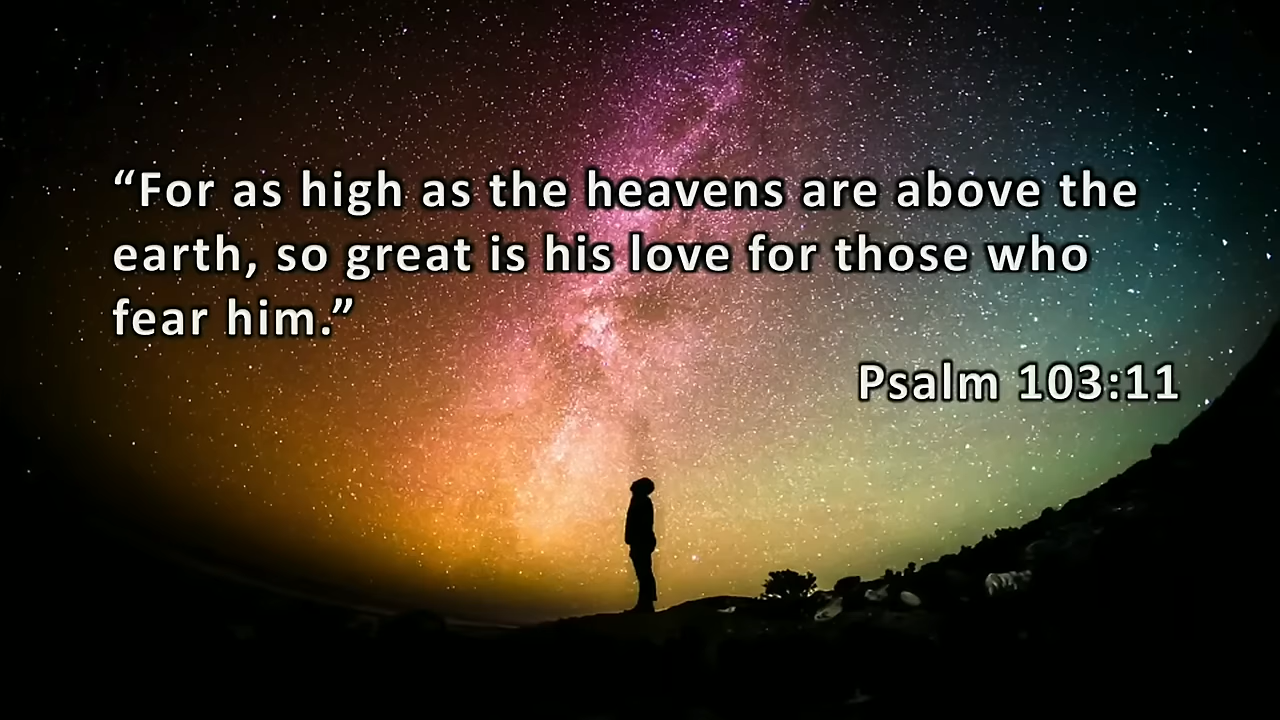 “For as high as the heavens are above the
earth, so great is his love for those who
fear him.”
Psalm 103:11